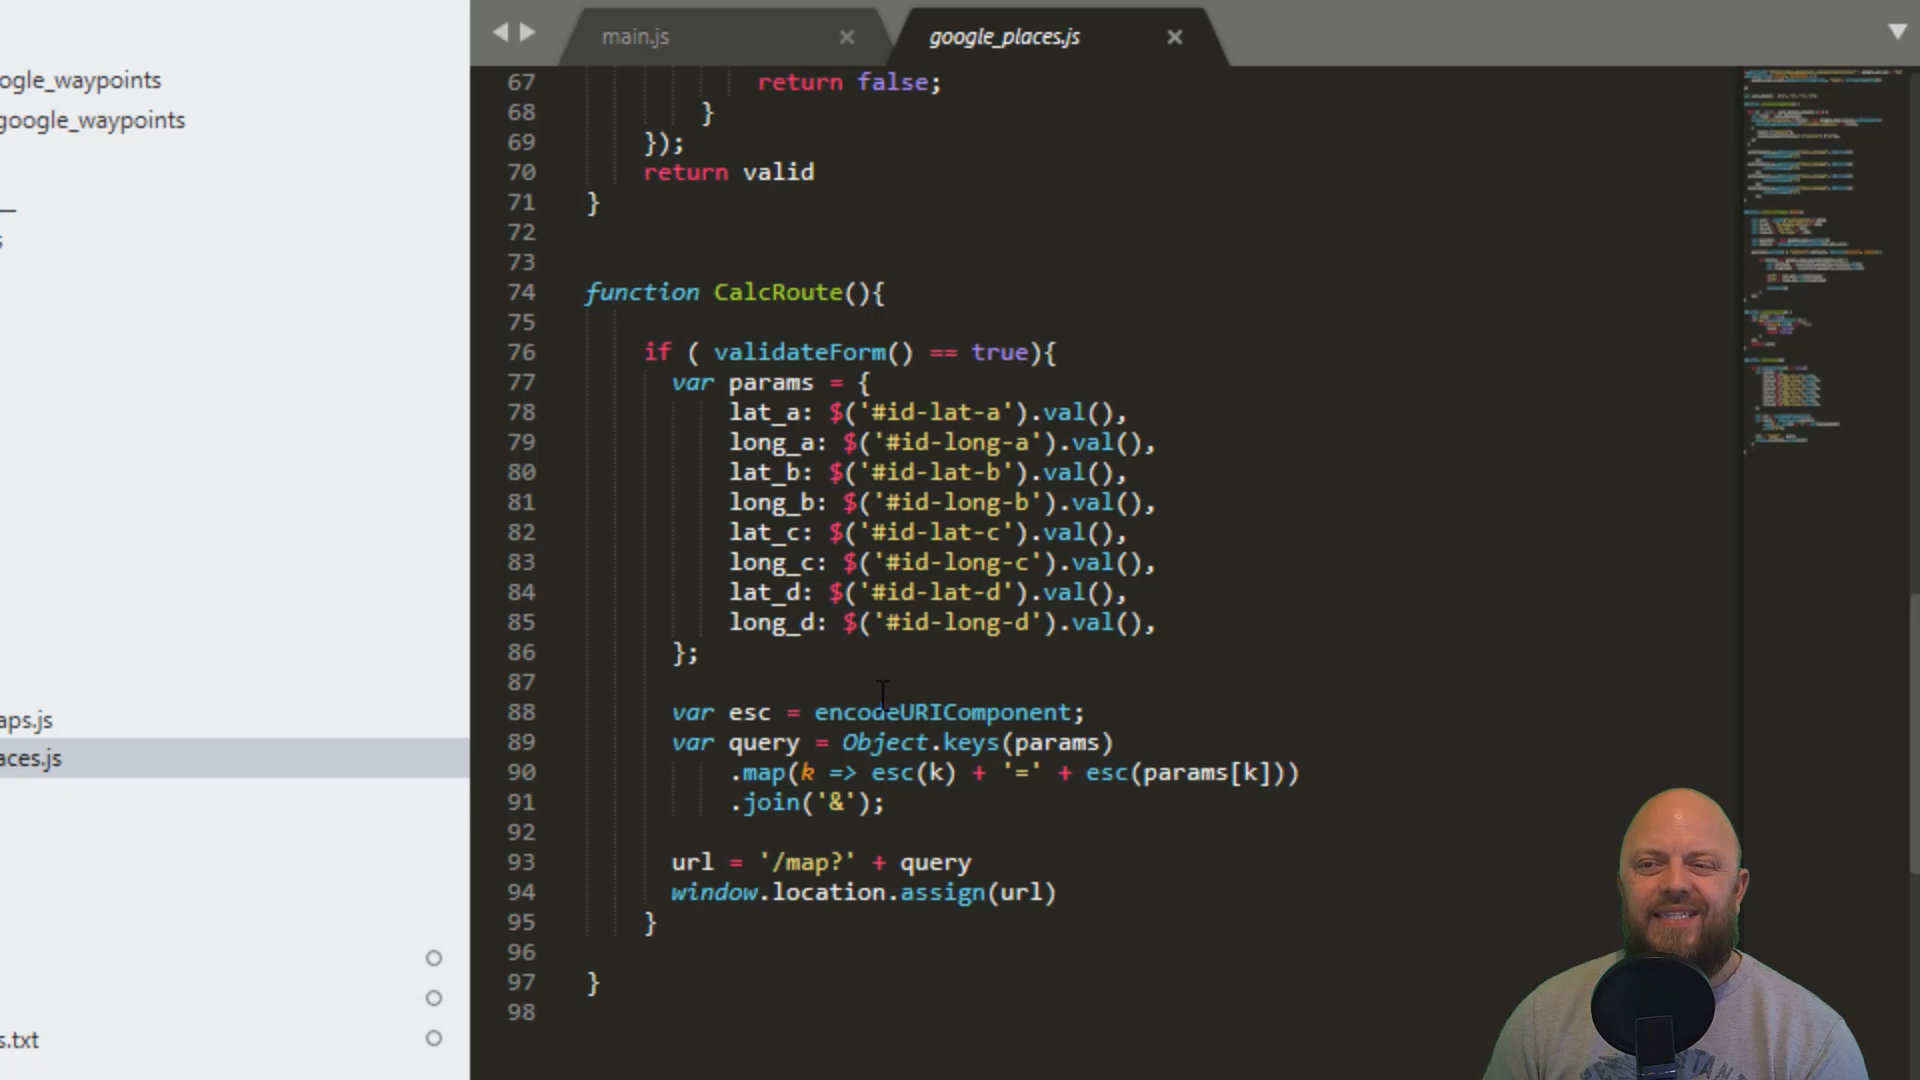 main.js
google_places.js
ogle_waypoints
google_waypoints
s
aps.js
aces.js
s.txt
67 return false;
68 }
69 });
70 return valid
71 }
72
73
74 function CalcRoute(){
75
76 if ( validateForm() == true){
77 var params = {
78 lat_a: $('#id-lat-a').val(),
79 long_a: $('#id-long-a').val(),
80 lat_b: $('#id-lat-b').val(),
81 long_b: $('#id-long-b').val(),
82 lat_c: $('#id-lat-c').val(),
83 long_c: $('#id-long-c').val(),
84 lat_d: $('#id-lat-d').val(),
85 long_d: $('#id-long-d').val(),
86 };
87
88 var esc = encodeURIComponent;
89 var query = Object.keys(params)
90 .map(k => esc(k) + '=' + esc(params[k]))
91 .join('&');
92
93 url = '/map?' + query
94 window.location.assign(url)
95 }
96
97 }
98